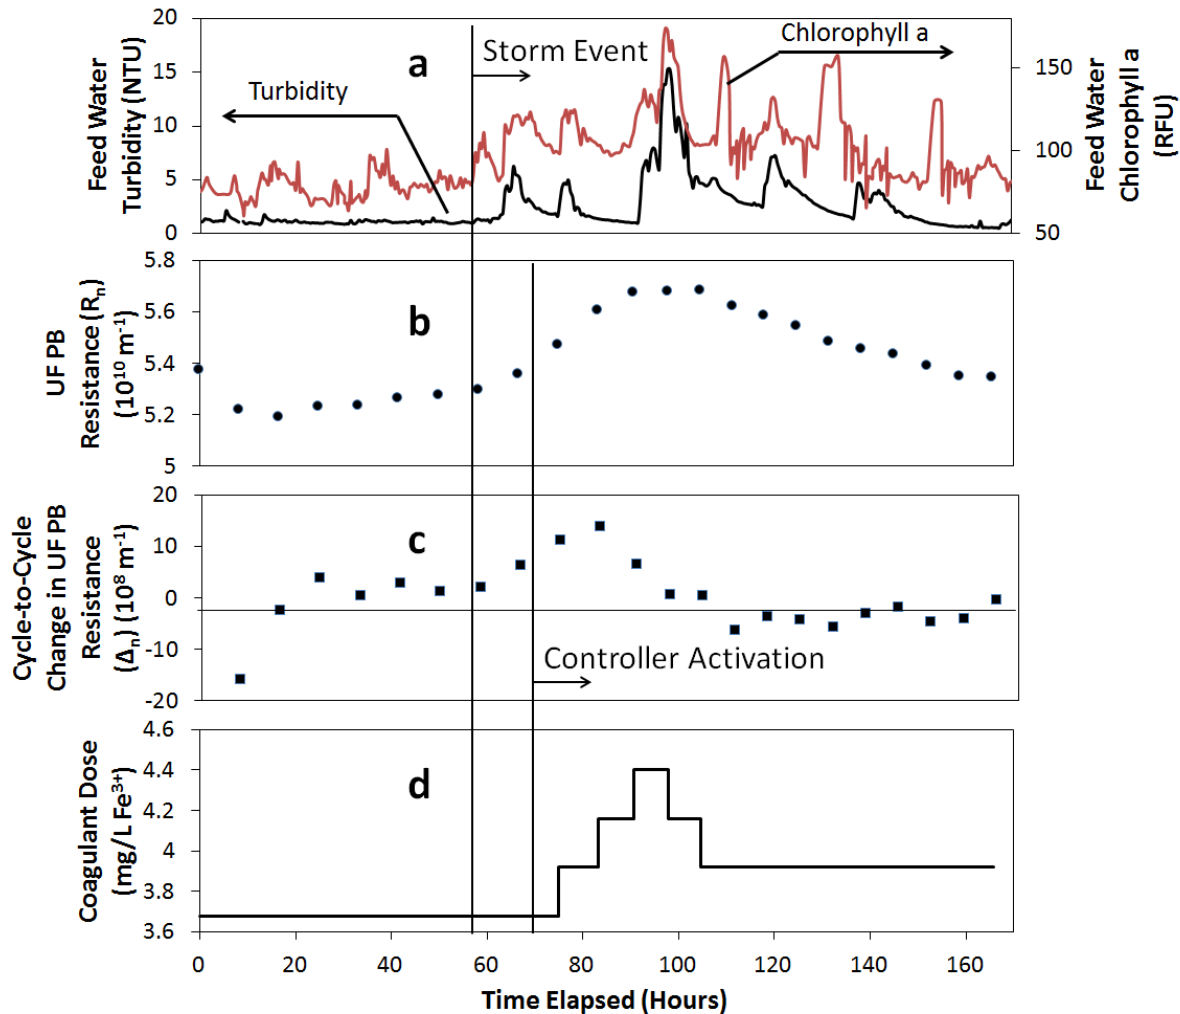 20
15
10
5
0
Feed Water
Turbidity (NTU)
a
Storm Event
Turbidity
Chlorophyll a
150
100
50
Feed Water
Chlorophyll a
(RFU)
5.8
5.6
5.4
5.2
5
UF PB
Resistance (Rₙ)
(10¹⁰ m⁻¹)
b
20
10
0
-10
-20
Cycle-to-Cycle
Change in UF PB
Resistance
(Δₙ) (10⁸ m⁻¹)
c
Controller Activation
4.6
4.4
4.2
4
3.8
3.6
Coagulant Dose
(mg/L Fe³⁺)
d
0 20 40 60 80 100 120 140 160
Time Elapsed (Hours)